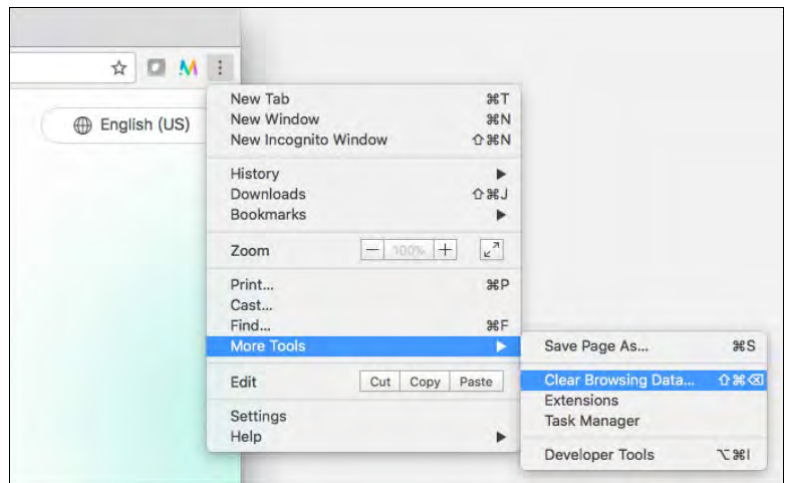 English (US)
New Tab ⌘T
New Window ⌘N
New Incognito Window ⇧⌘N
History ▶
Downloads ⇧⌘J
Bookmarks ▶
Zoom − 100% +
Print... ⌘P
Cast...
Find... ⌘F
More Tools ▶
Edit Cut Copy Paste
Settings
Help ▶
Save Page As... ⌘S
Clear Browsing Data... ⇧⌘⌫
Extensions
Task Manager
Developer Tools ⌥⌘I